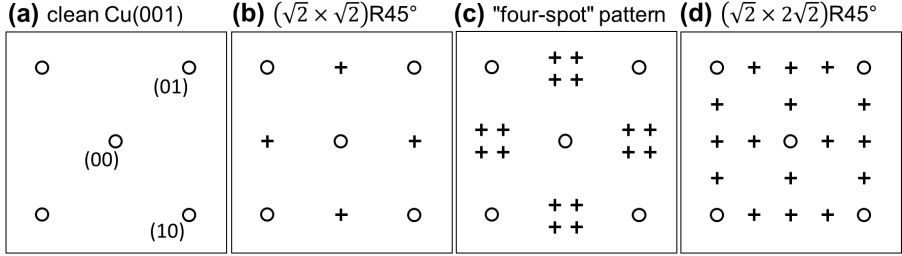 (a) clean Cu(001)
(01)
(00)
(10)
(b) (√2 × √2)R45°
(c) "four-spot" pattern
(d) (√2 × 2√2)R45°